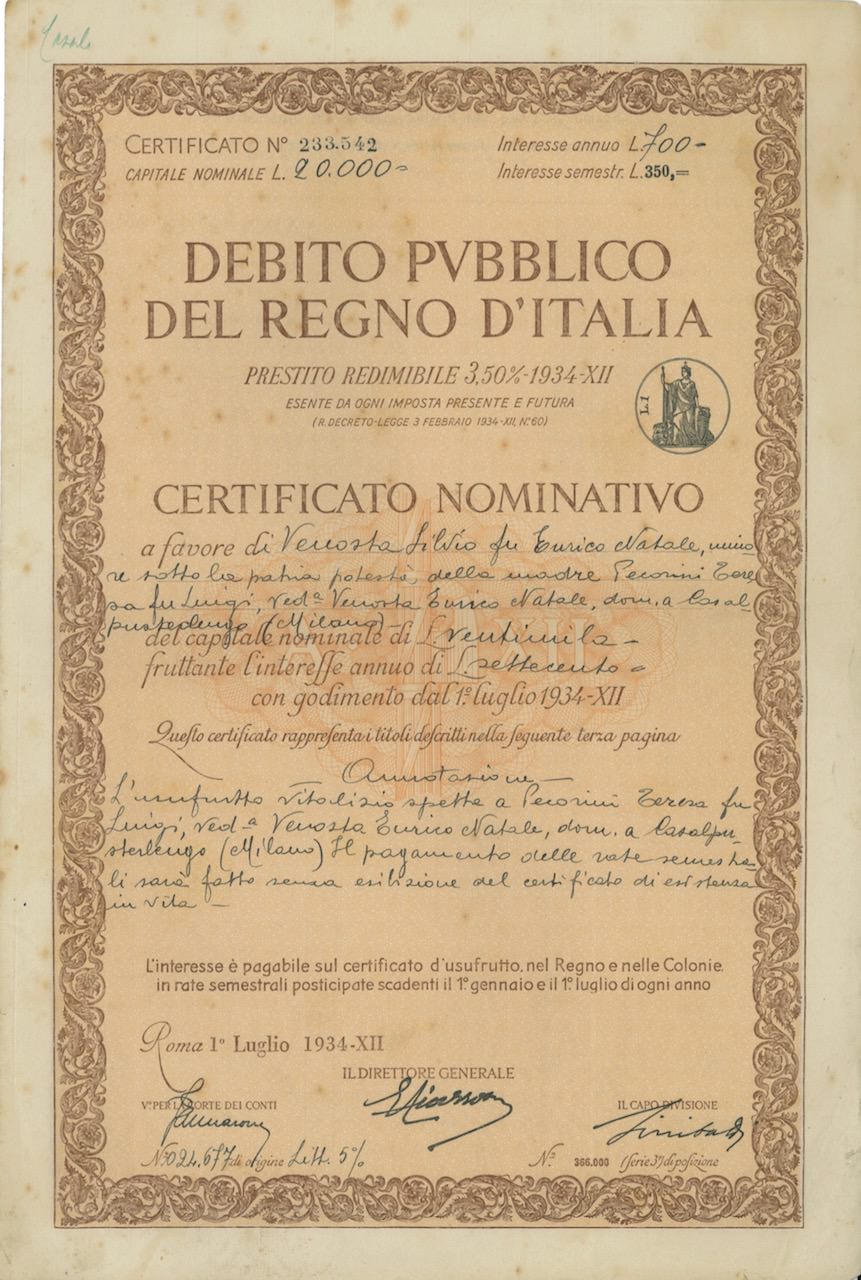 Casal
CERTIFICATO N° 233.542
CAPITALE NOMINALE L. 20.000=
Interesse annuo L. 700=
Interesse semestr. L. 350,=
DEBITO PVBBLICO
DEL REGNO D'ITALIA
PRESTITO REDIMIBILE 3,50%-1934-XII
ESENTE DA OGNI IMPOSTA PRESENTE E FUTURA
(R. DECRETO-LEGGE 3 FEBBRAIO 1934-XII, N° 60)
L.1
CERTIFICATO NOMINATIVO
a favore di Venosta Silvio fu Enrico Natale, mino
re sotto la patria potestà della madre Pecorini Tere
sa fu Luigi, ved.a Venosta Enrico Natale, dom. a Casal
pusterlengo (Milano)-
del capitale nominale di L. ventimila=
fruttante l'interesse annuo di L. settecento=
con godimento dal 1° luglio 1934-XII
Questo certificato rappresenta i titoli descritti nella seguente terza pagina
Annotazione
L'usufrutto vitalizio spetta a Pecorini Teresa fu
Luigi, ved.a Venosta Enrico Natale, dom. a Casalpu
sterlengo (Milano) Il pagamento delle rate semestra
li sarà fatto senza esibizione del certificato di esistenza
in vita-
L'interesse è pagabile sul certificato d'usufrutto, nel Regno e nelle Colonie,
in rate semestrali posticipate scadenti il 1° gennaio e il 1° luglio di ogni anno
Roma 1° Luglio 1934-XII
IL DIRETTORE GENERALE
V° PER LA CORTE DEI CONTI
IL CAPO DIVISIONE
N° 024.677 di origine Litt. 5%
N° 366.000 (Serie 3ª) di posizione